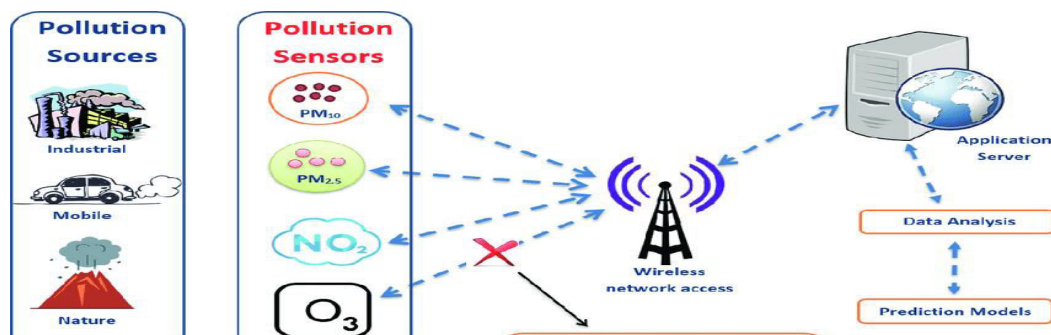 Pollution
Sources
Industrial
Mobile
Nature
Pollution
Sensors
PM₁₀
PM₂.₅
NO₂
O₃
Wireless
network access
Application
Server
Data Analysis
Prediction Models